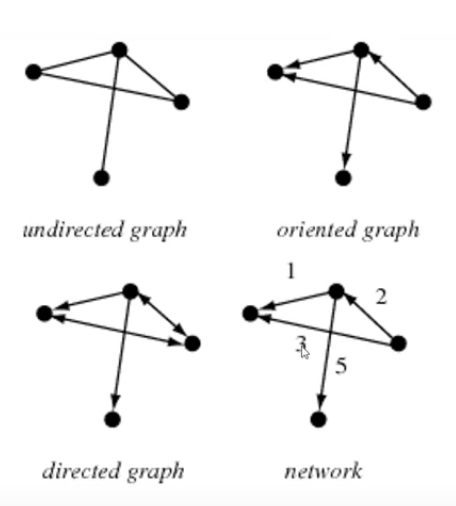 undirected graph
oriented graph
1
2
3
5
directed graph
network